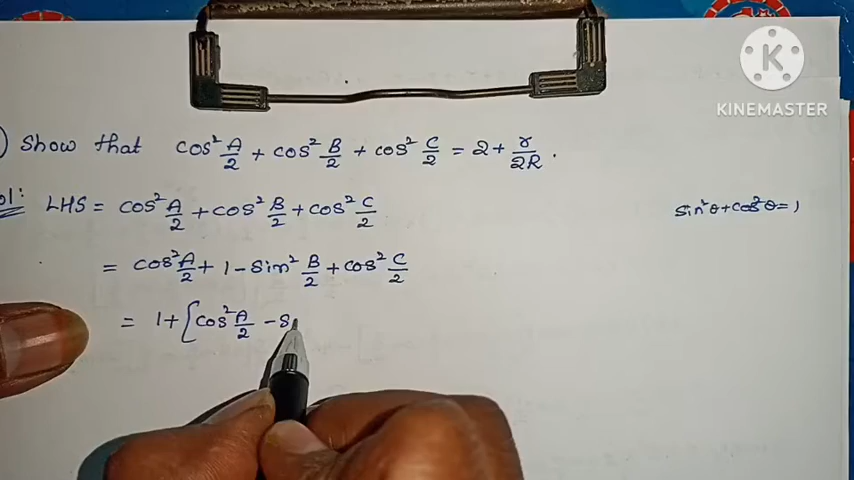 ) Show that cos² A/2 + cos² B/2 + cos² C/2 = 2 + r/2R .
ol: LHS = cos² A/2 + cos² B/2 + cos² C/2
sin²θ + cos²θ = 1
= cos² A/2 + 1 - sin² B/2 + cos² C/2
= 1 + [cos² A/2 - s
KINEMASTER